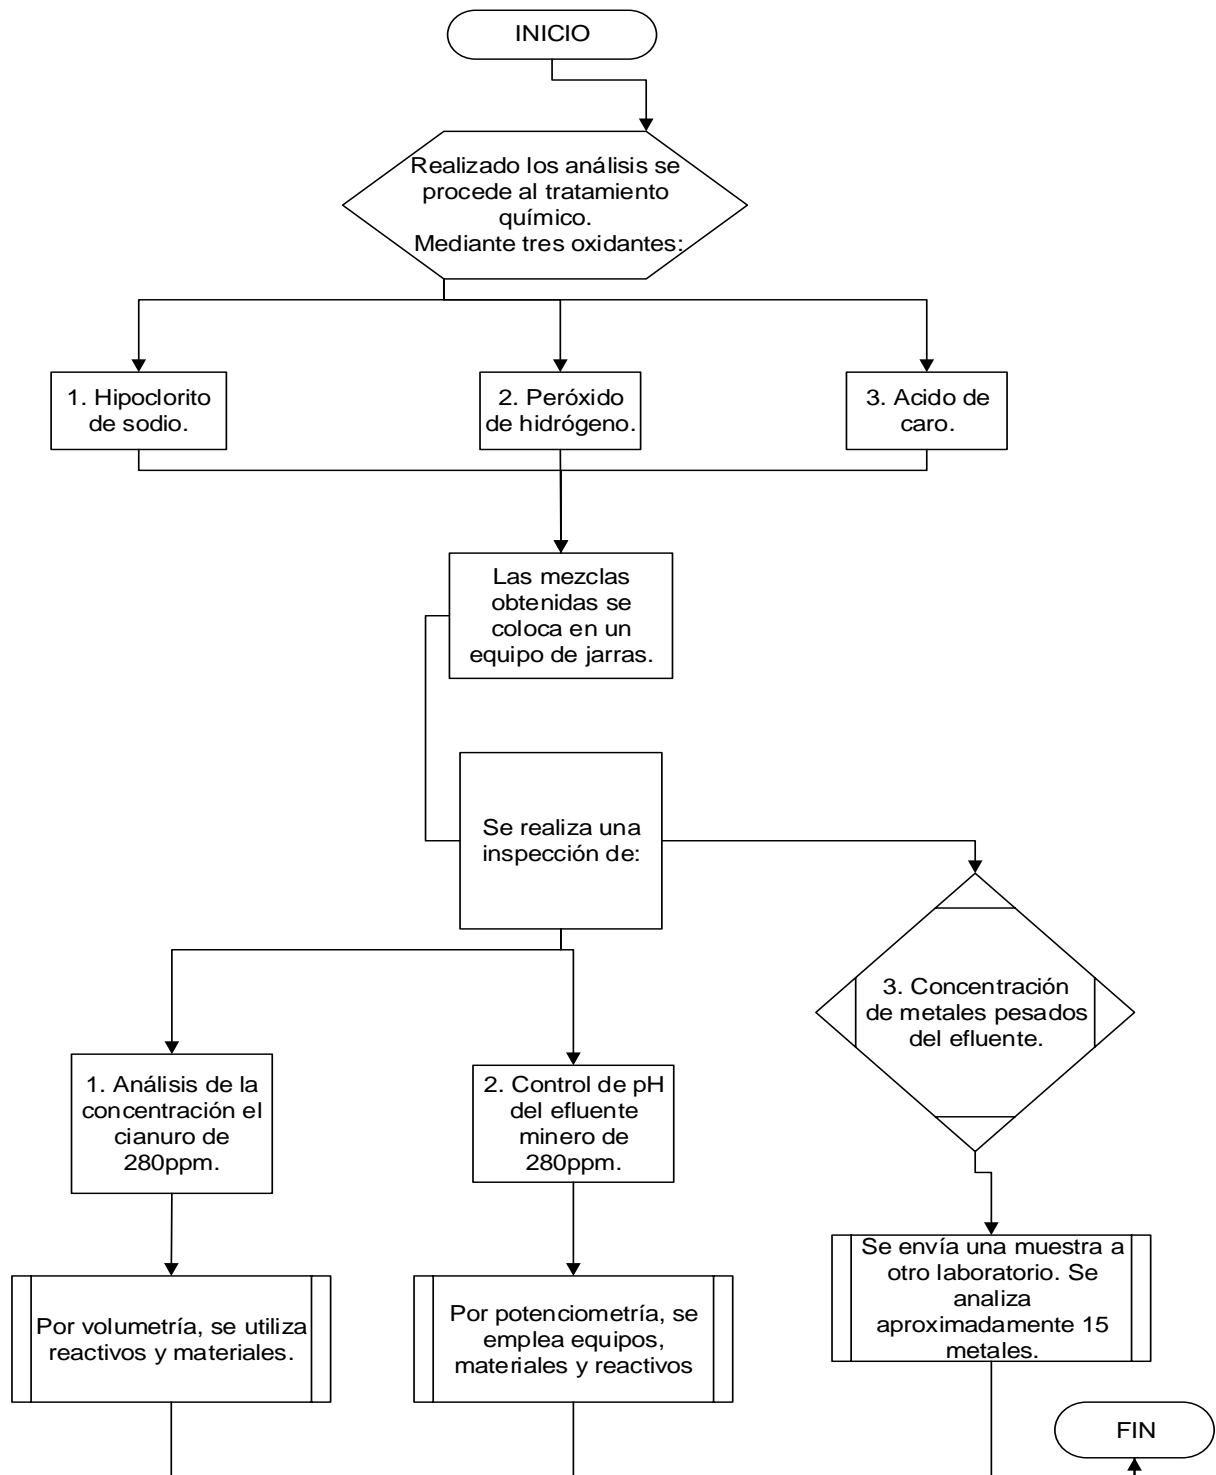 INICIO
Realizado los análisis se
procede al tratamiento
químico.
Mediante tres oxidantes:
1. Hipoclorito
de sodio.
2. Peróxido
de hidrógeno.
3. Acido de
caro.
Las mezclas
obtenidas se
coloca en un
equipo de jarras.
Se realiza una
inspección de:
3. Concentración
de metales pesados
del efluente.
1. Análisis de la
concentración el
cianuro de
280ppm.
2. Control de pH
del efluente
minero de
280ppm.
Por volumetría, se utiliza
reactivos y materiales.
Por potenciometría, se
emplea equipos,
materiales y reactivos
Se envía una muestra a
otro laboratorio. Se
analiza
aproximadamente 15
metales.
FIN